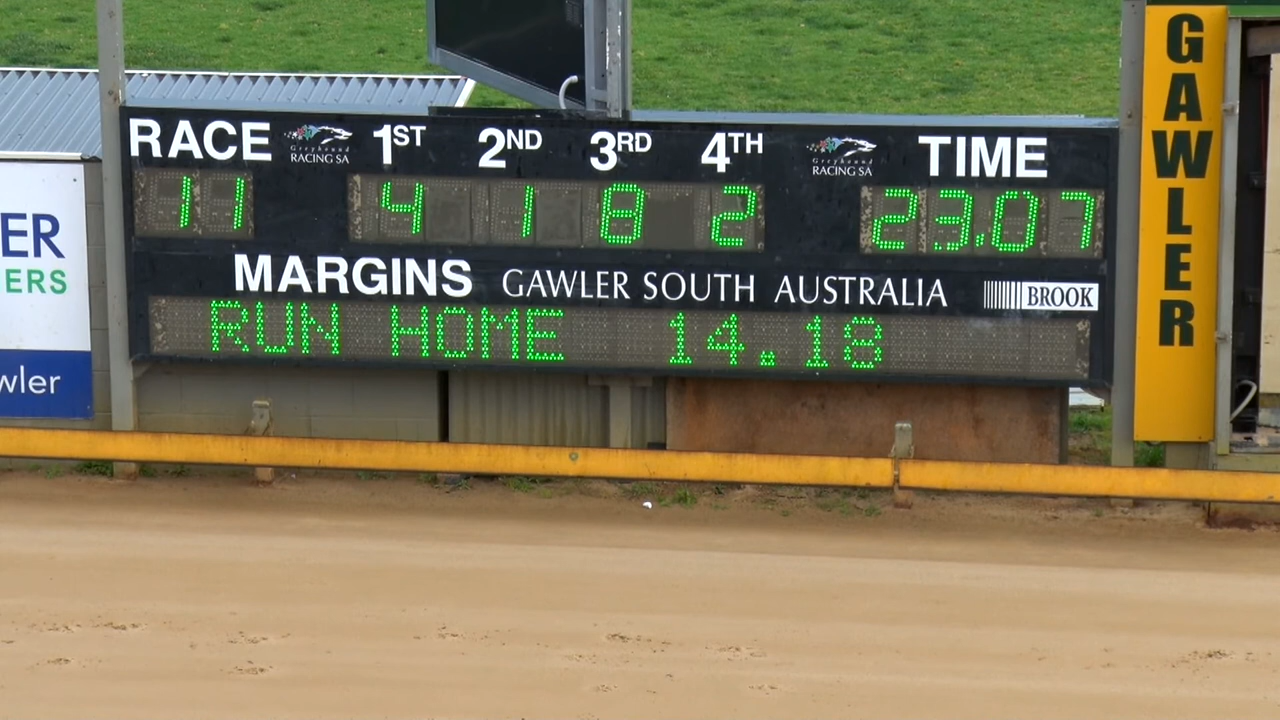 RACE Greyhound RACING SA 1ST 2ND 3RD 4TH Greyhound RACING SA TIME
11 4 1 8 2 23.07
MARGINS GAWLER SOUTH AUSTRALIA BROOK
RUN HOME 14.18
GAWLER
ER
ERS
wler